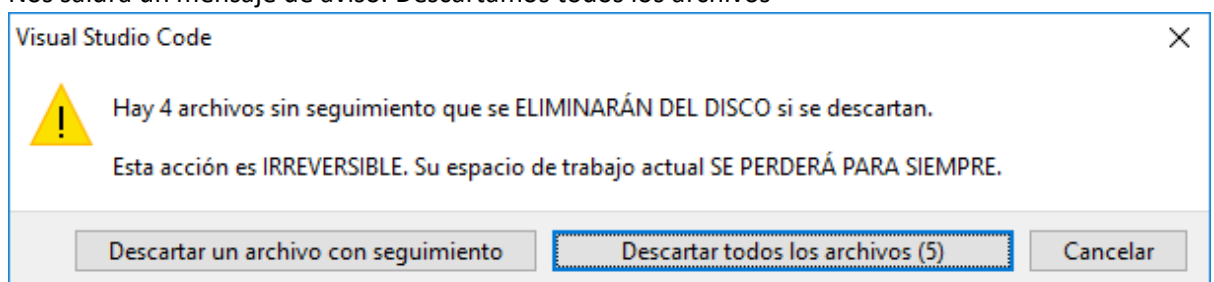 Nos saldrá un mensaje de aviso. Descartamos todos los archivos
Visual Studio Code
Hay 4 archivos sin seguimiento que se ELIMINARÁN DEL DISCO si se descartan.
Esta acción es IRREVERSIBLE. Su espacio de trabajo actual SE PERDERÁ PARA SIEMPRE.
Descartar un archivo con seguimiento
Descartar todos los archivos (5)
Cancelar